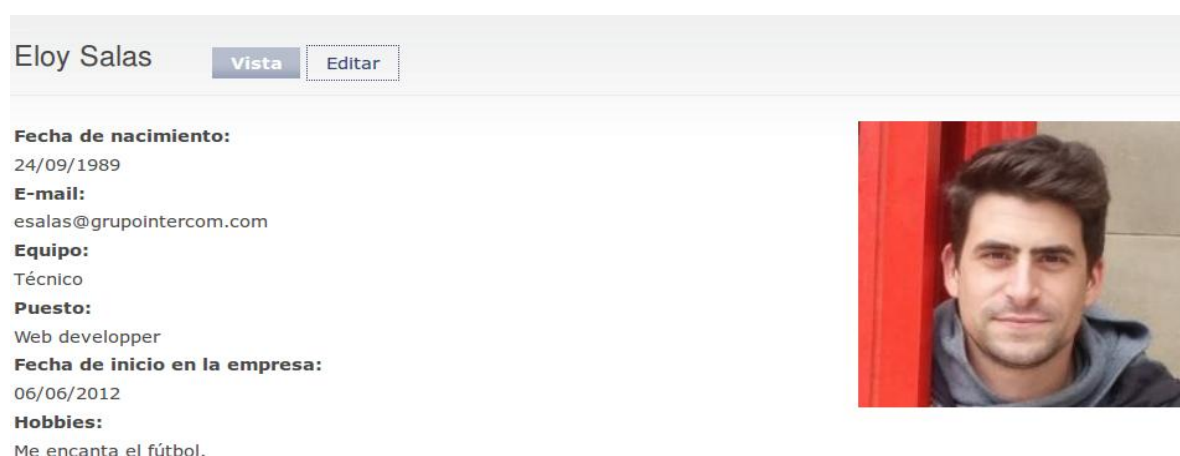 Eloy Salas
Vista
Editar
Fecha de nacimiento:
24/09/1989
E-mail:
esalas@grupointercom.com
Equipo:
Técnico
Puesto:
Web developper
Fecha de inicio en la empresa:
06/06/2012
Hobbies:
Me encanta el fútbol.